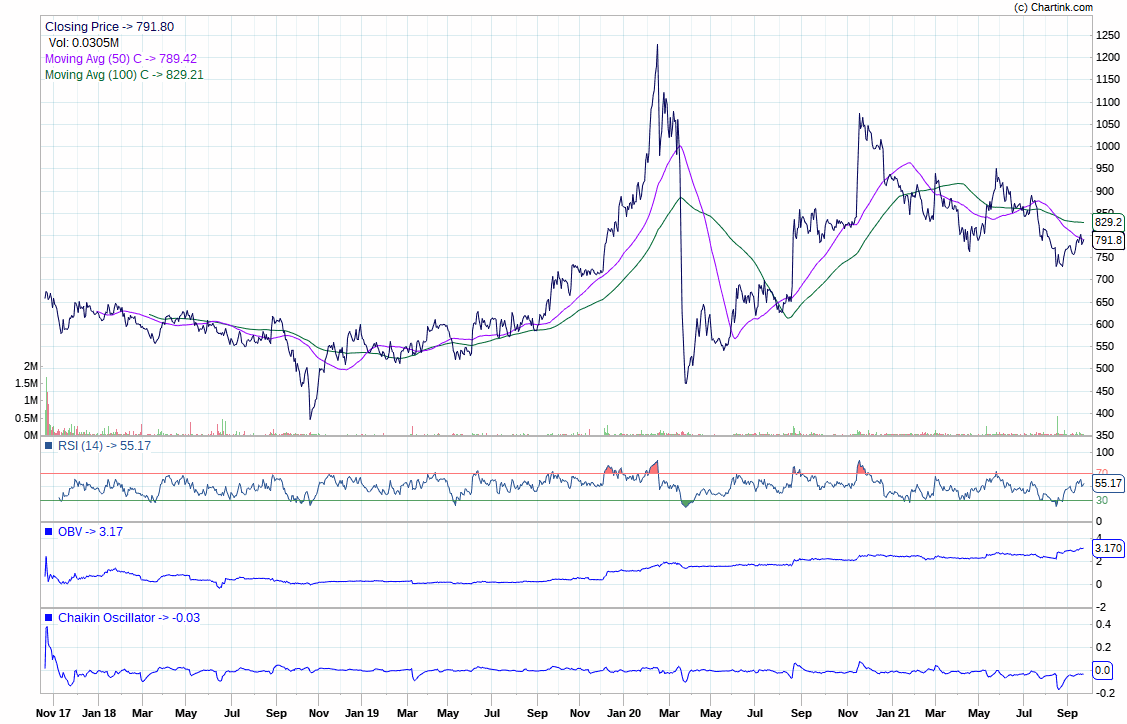 (c) Chartink.com
Closing Price -> 791.80
Vol: 0.0305M
Moving Avg (50) C -> 789.42
Moving Avg (100) C -> 829.21
1250
1200
1150
1100
1050
1000
950
900
850
829.2
791.8
750
700
650
600
550
500
450
400
350
2M
1.5M
1M
0.5M
0M
RSI (14) -> 55.17
100
70
55.17
30
0
OBV -> 3.17
4
3.170
2
0
-2
Chaikin Oscillator -> -0.03
0.4
0.2
0.0
-0.2
Nov 17 Jan 18 Mar May Jul Sep Nov Jan 19 Mar May Jul Sep Nov Jan 20 Mar May Jul Sep Nov Jan 21 Mar May Jul Sep